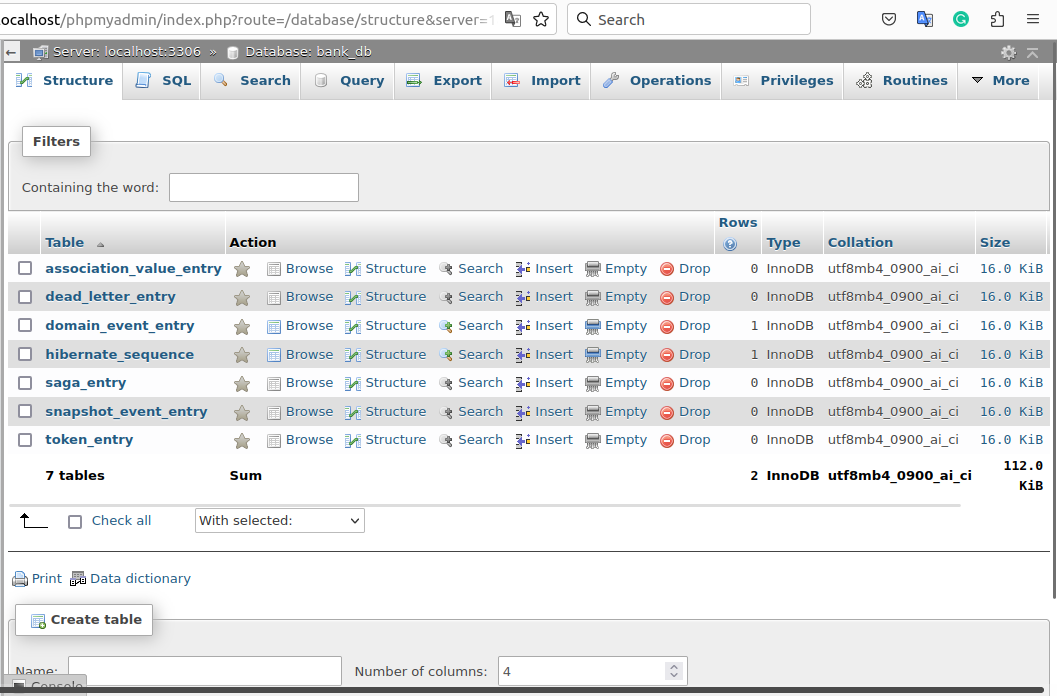 ocalhost/phpmyadmin/index.php?route=/database/structure&server=1
Search
Server: localhost:3306 » Database: bank_db
Structure SQL Search Query Export Import Operations Privileges Routines More
Filters
Containing the word:
Table Action Rows Type Collation Size
association_value_entry Browse Structure Search Insert Empty Drop 0 InnoDB utf8mb4_0900_ai_ci 16.0 KiB
dead_letter_entry Browse Structure Search Insert Empty Drop 0 InnoDB utf8mb4_0900_ai_ci 16.0 KiB
domain_event_entry Browse Structure Search Insert Empty Drop 1 InnoDB utf8mb4_0900_ai_ci 16.0 KiB
hibernate_sequence Browse Structure Search Insert Empty Drop 1 InnoDB utf8mb4_0900_ai_ci 16.0 KiB
saga_entry Browse Structure Search Insert Empty Drop 0 InnoDB utf8mb4_0900_ai_ci 16.0 KiB
snapshot_event_entry Browse Structure Search Insert Empty Drop 0 InnoDB utf8mb4_0900_ai_ci 16.0 KiB
token_entry Browse Structure Search Insert Empty Drop 0 InnoDB utf8mb4_0900_ai_ci 16.0 KiB
7 tables Sum 2 InnoDB utf8mb4_0900_ai_ci 112.0 KiB
Check all With selected:
Print Data dictionary
Create table
Name: Number of columns: 4
Console